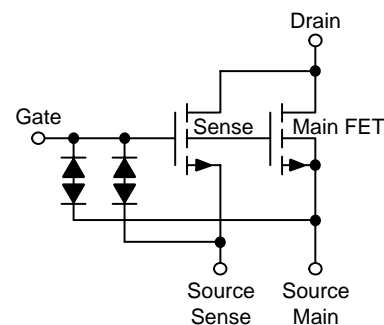 Drain
Gate
Sense
Main FET
Source
Sense
Source
Main